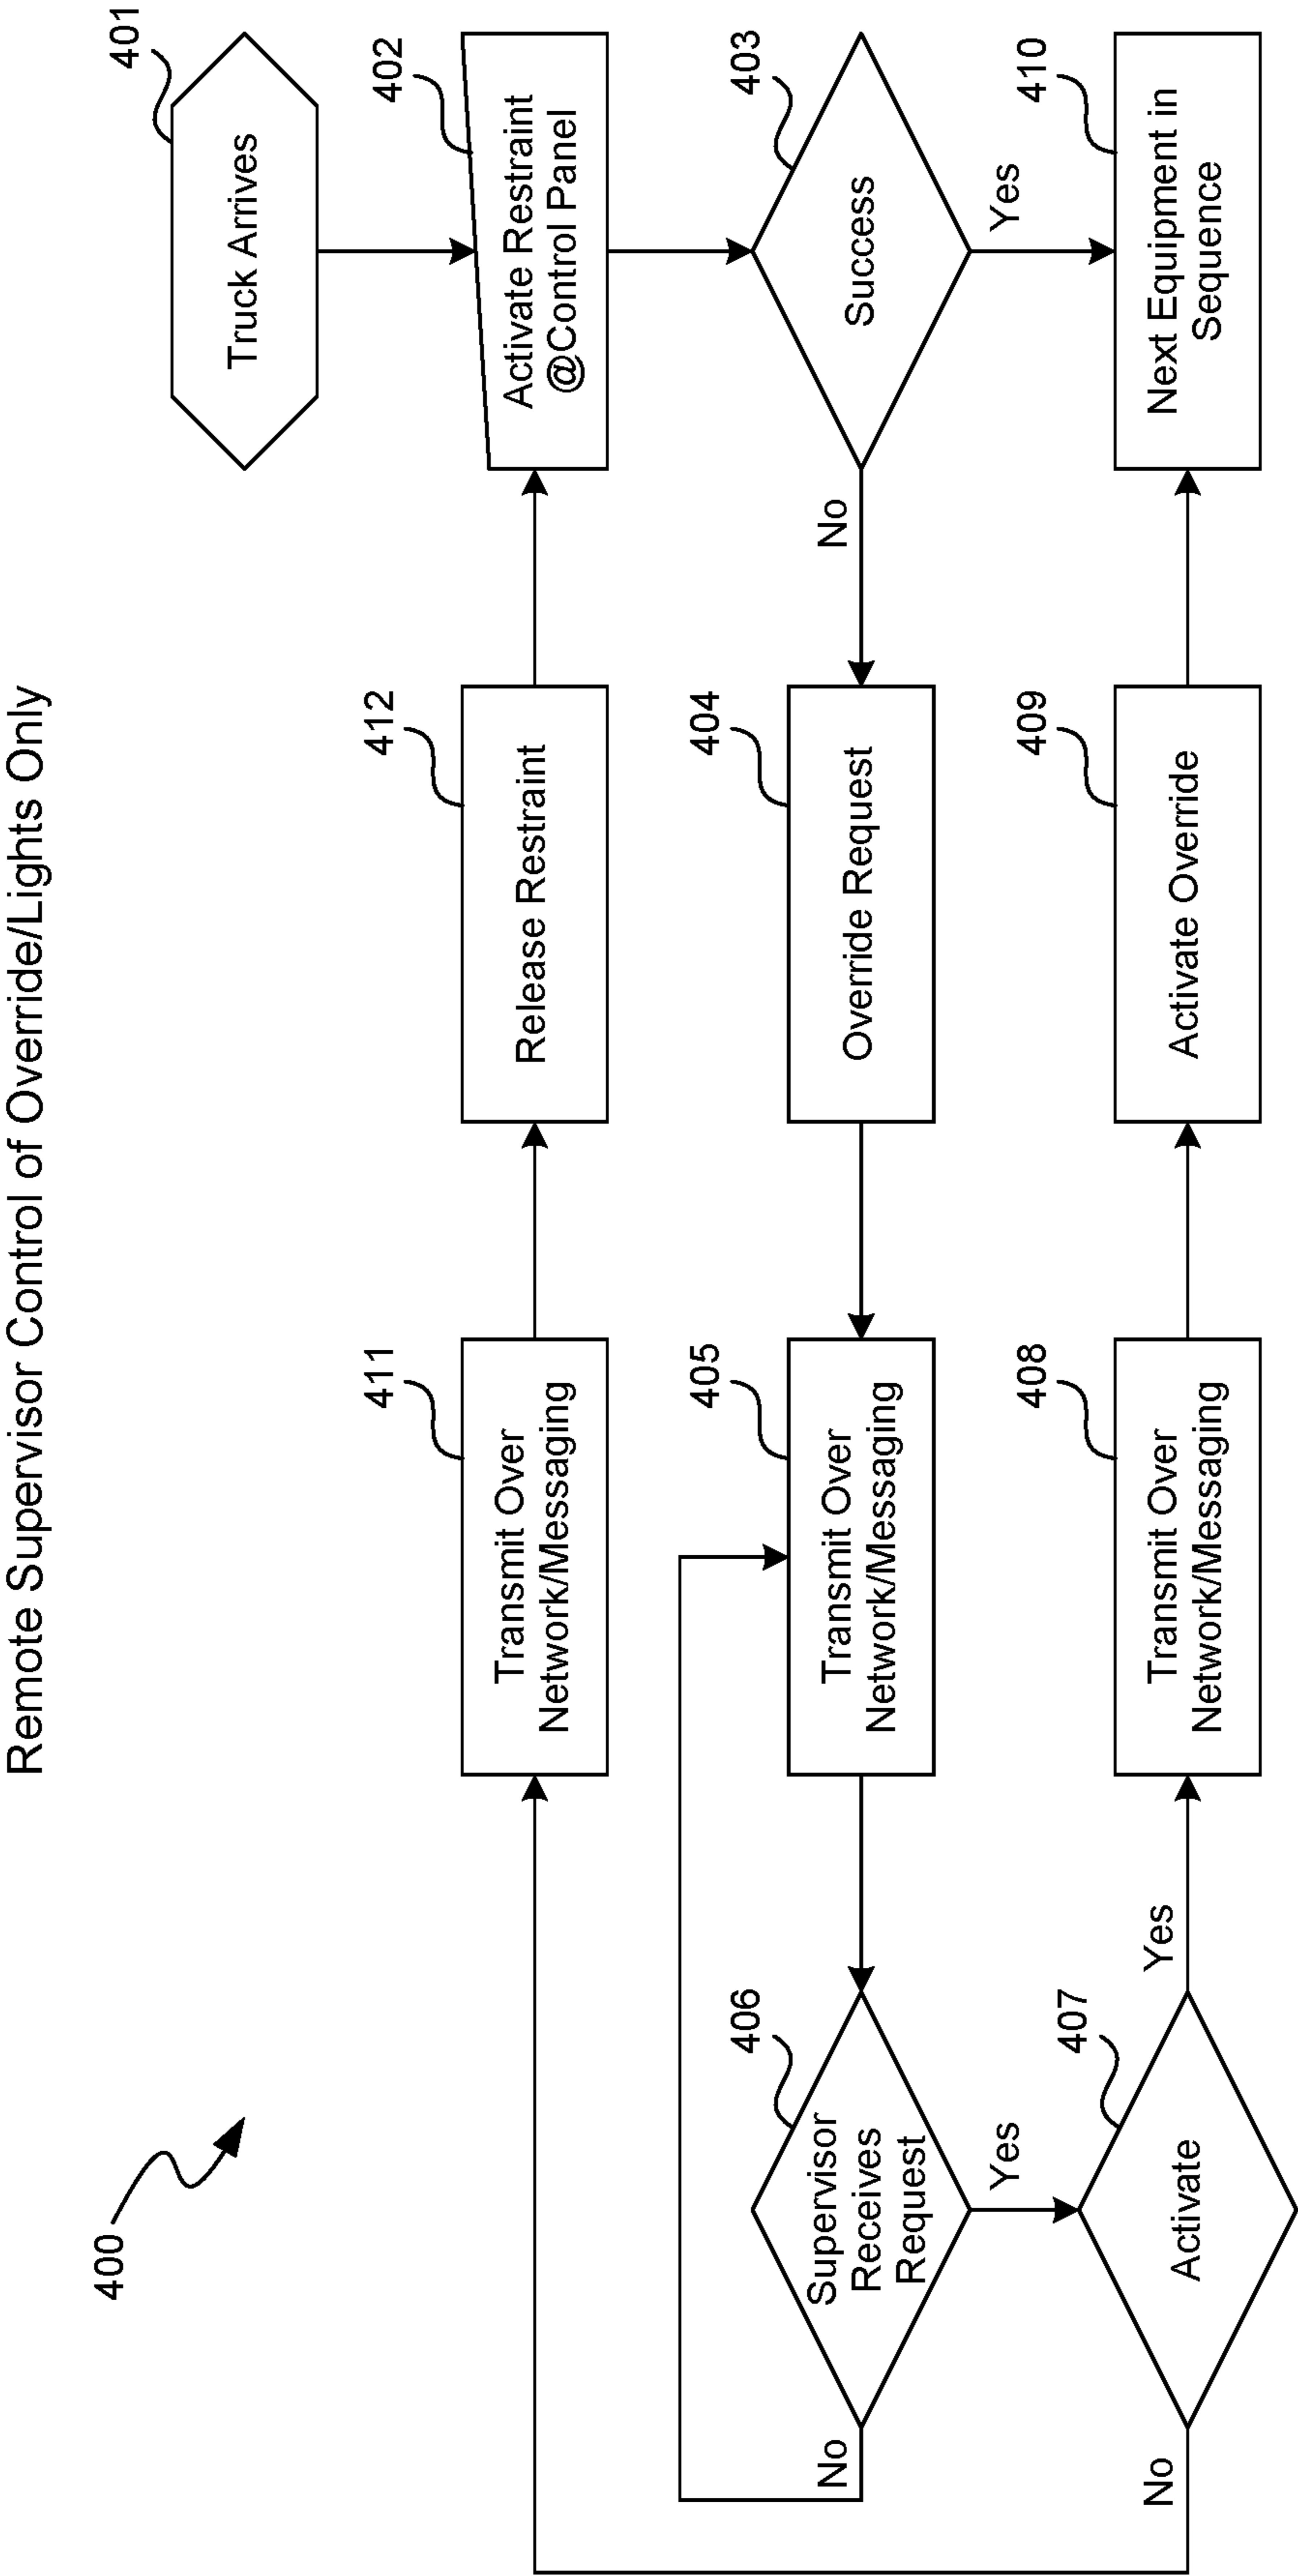 Remote Supervisor Control of Override/Lights Only
400
401
Truck Arrives
411
Transmit Over
Network/Messaging
412
Release Restraint
402
Activate Restraint
@Control Panel
406
Supervisor
Receives
Request
No
Yes
405
Transmit Over
Network/Messaging
404
Override Request
No
403
Success
Yes
407
Activate
No
Yes
408
Transmit Over
Network/Messaging
409
Activate Override
410
Next Equipment in
Sequence